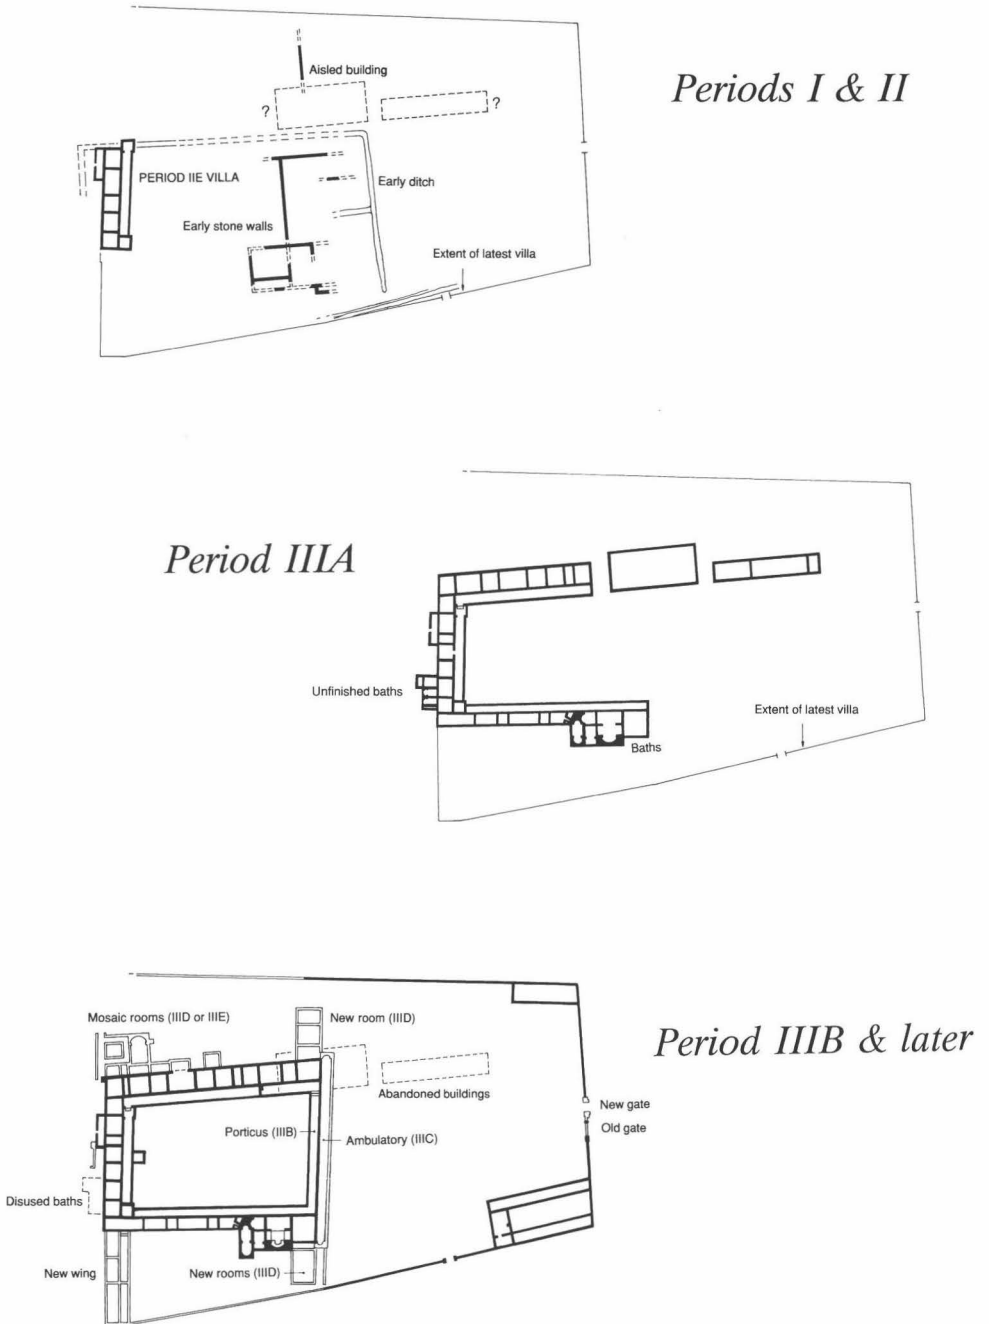 Periods I & II
Aisled building
?
?
PERIOD IIE VILLA
Early ditch
Early stone walls
Extent of latest villa
Period IIIA
Unfinished baths
Extent of latest villa
Baths
Period IIIB & later
Mosaic rooms (IIID or IIIE)
New room (IIID)
Abandoned buildings
New gate
Old gate
Porticus (IIIB)
Ambulatory (IIIC)
Disused baths
New wing
New rooms (IIID)